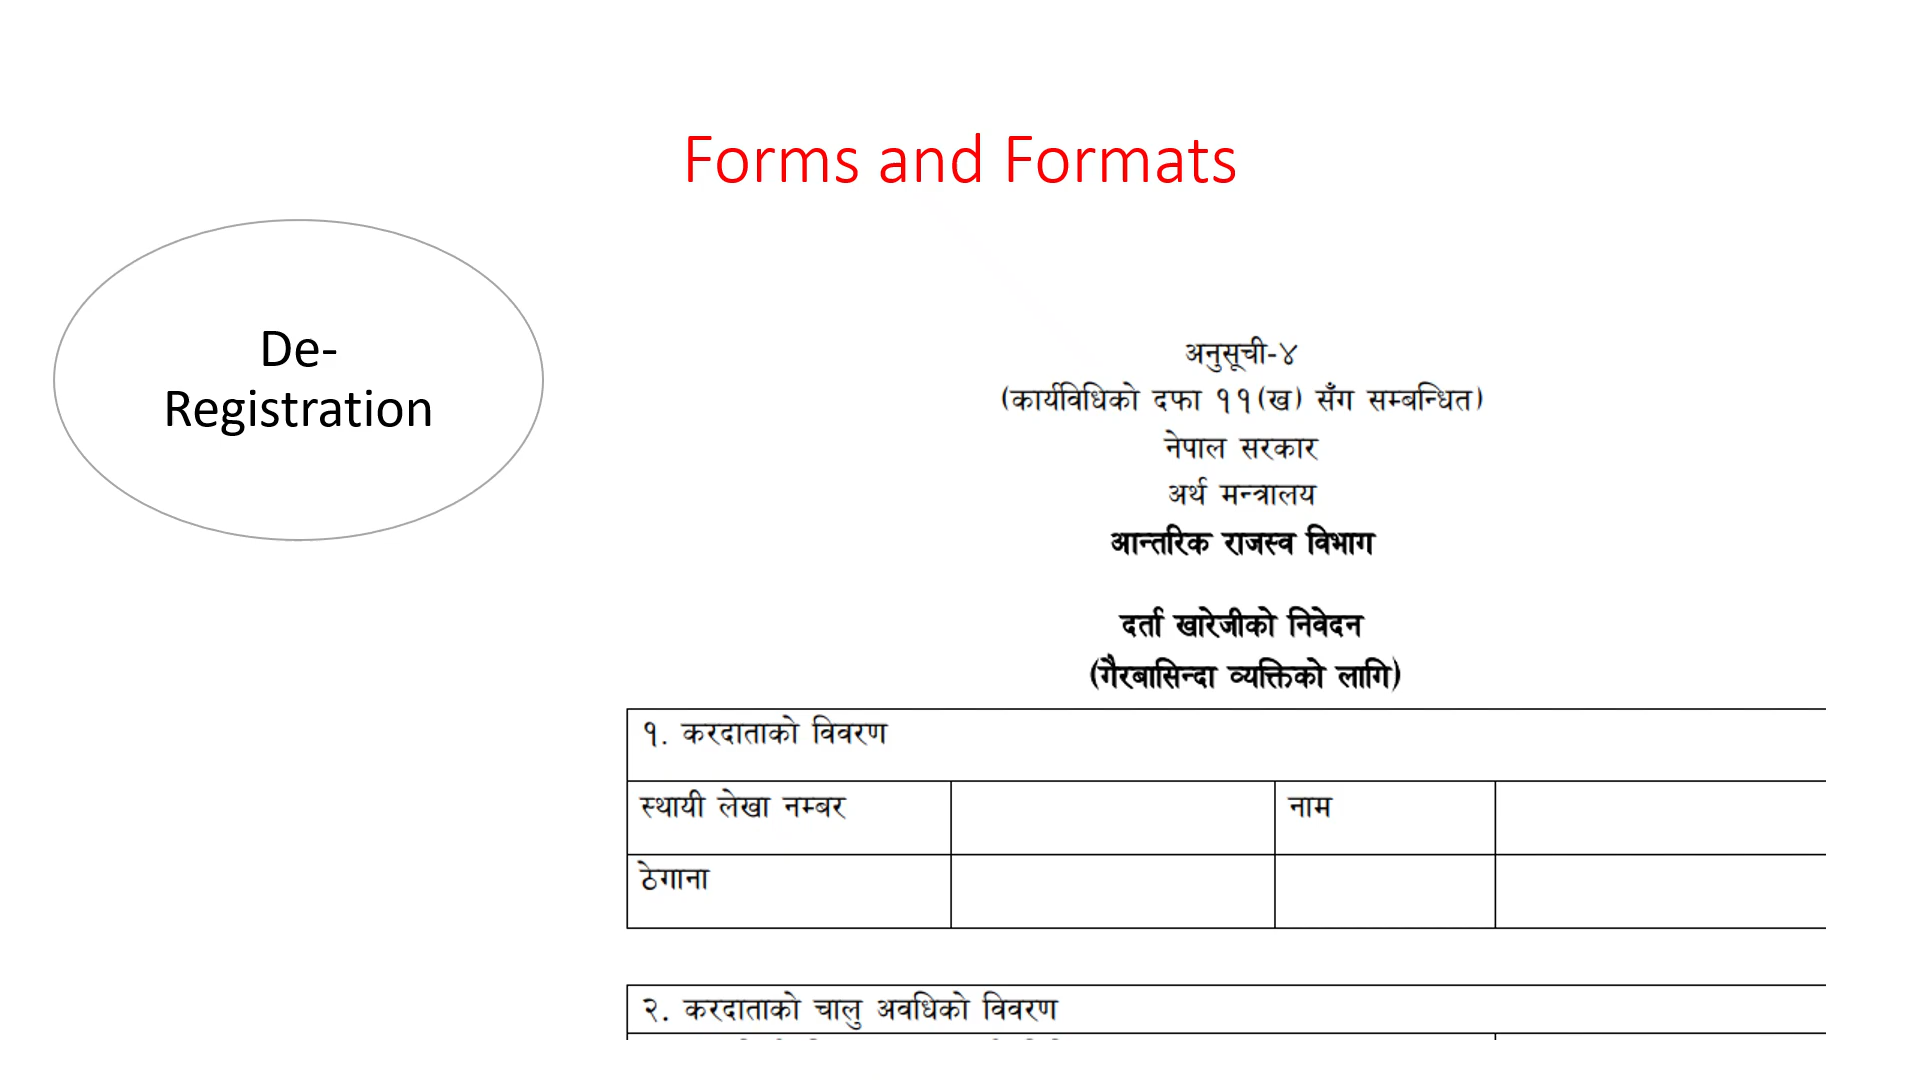 Forms and Formats
De-
Registration
अनुसूची-४
(कार्यविधिको दफा ११(ख) सँग सम्बन्धित)
नेपाल सरकार
अर्थ मन्त्रालय
आन्तरिक राजस्व विभाग
दर्ता खारेजीको निवेदन
(गैरबासिन्दा व्यक्तिको लागि)
१. करदाताको विवरण
स्थायी लेखा नम्बर नाम
ठेगाना
२. करदाताको चालु अवधिको विवरण